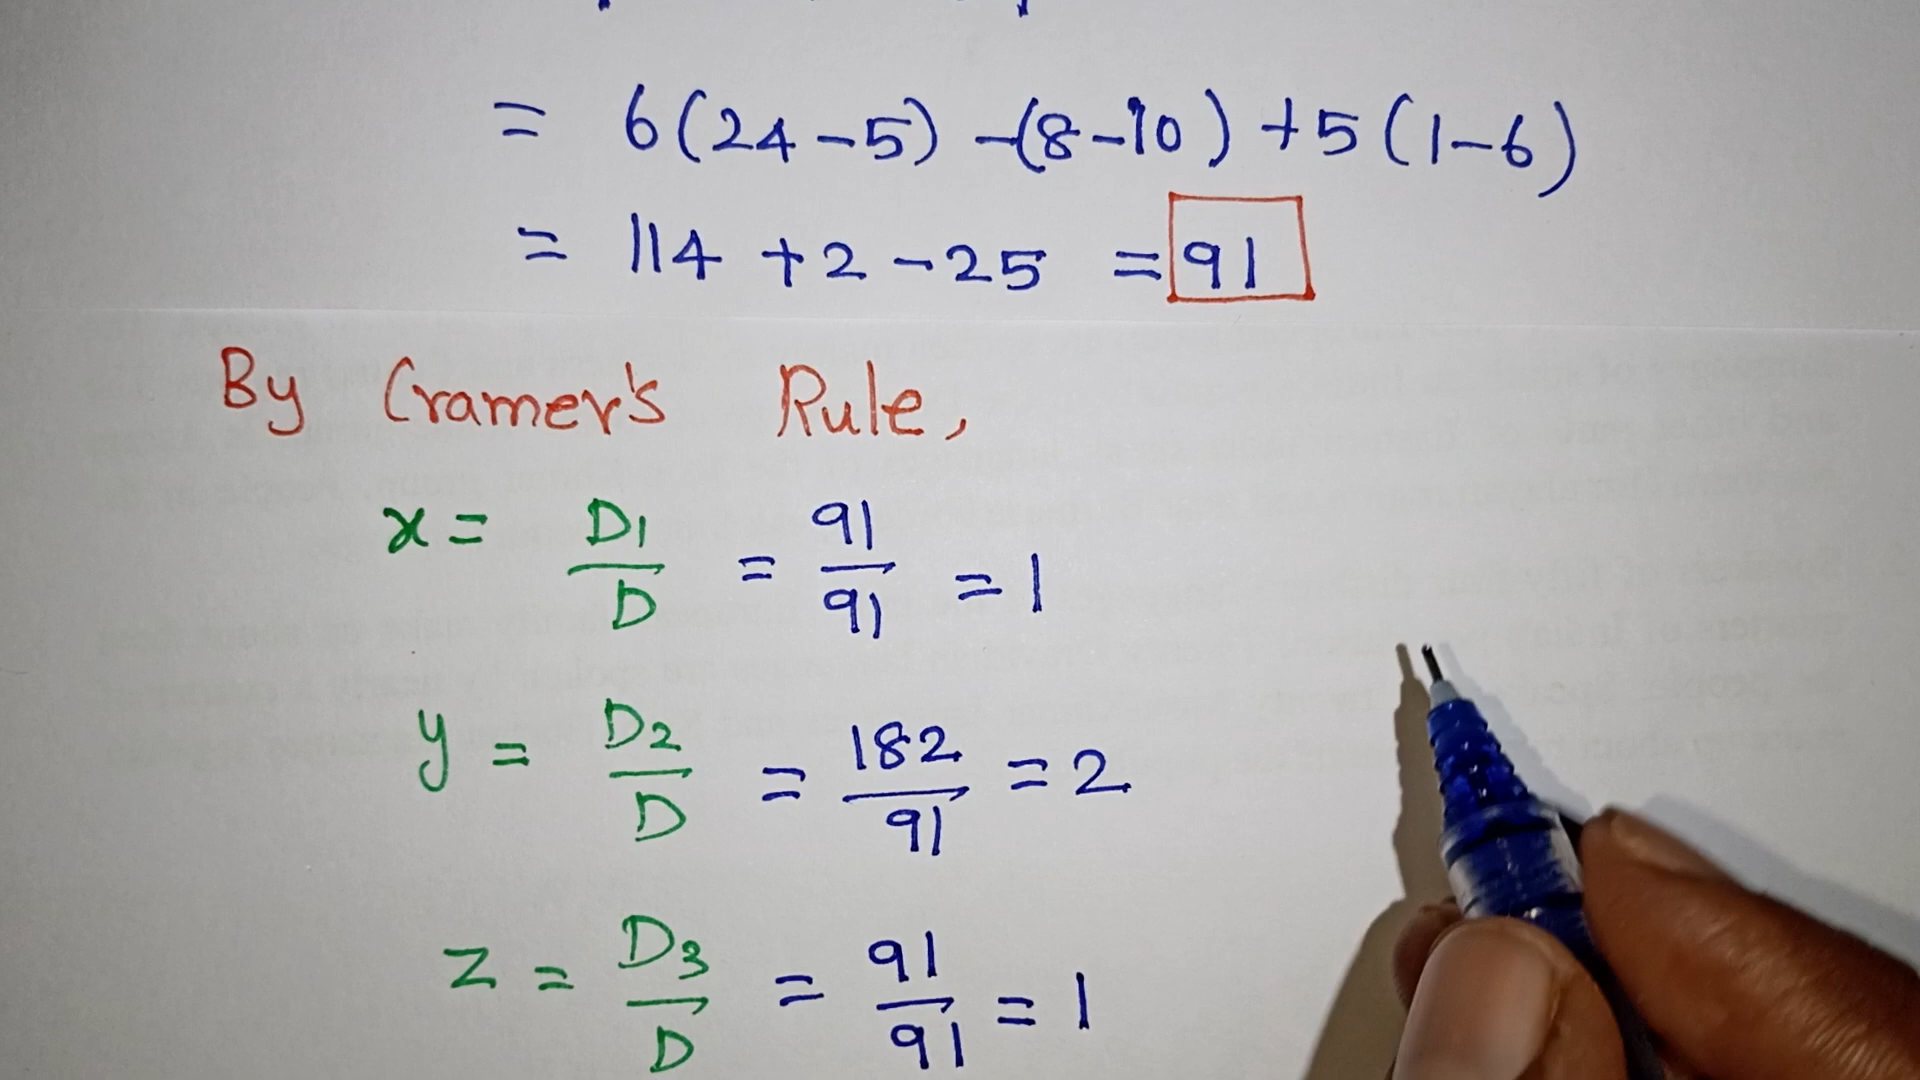 = 6(24-5) -(8-10) +5(1-6)
= 114 +2 -25 = 91
By Cramer's Rule,
x = D1/D = 91/91 = 1
y = D2/D = 182/91 = 2
z = D3/D = 91/91 = 1